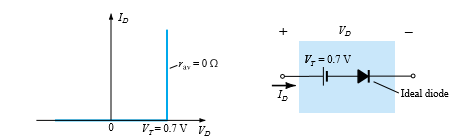 I_D
r_av = 0 Ω
0
V_T = 0.7 V
V_D
+
V_D
−
V_T = 0.7 V
I_D
Ideal diode